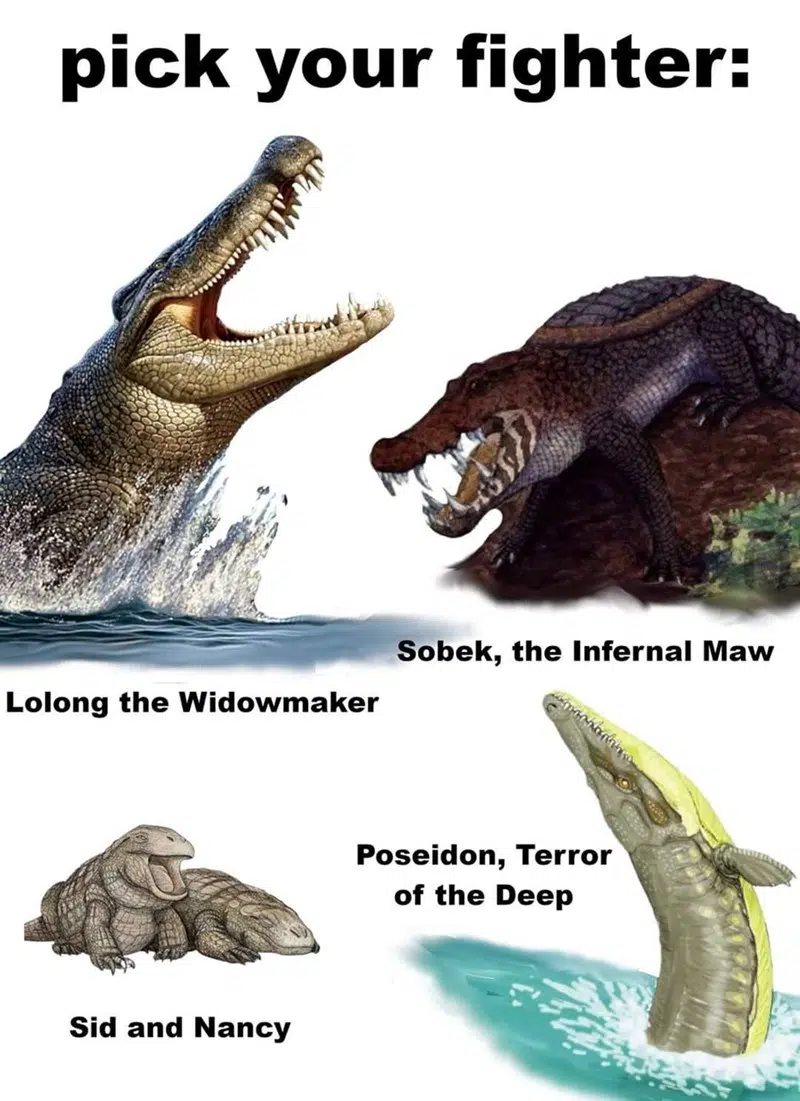 pick your fighter:
Sobek, the Infernal Maw
Lolong the Widowmaker
Poseidon, Terror
of the Deep
Sid and Nancy